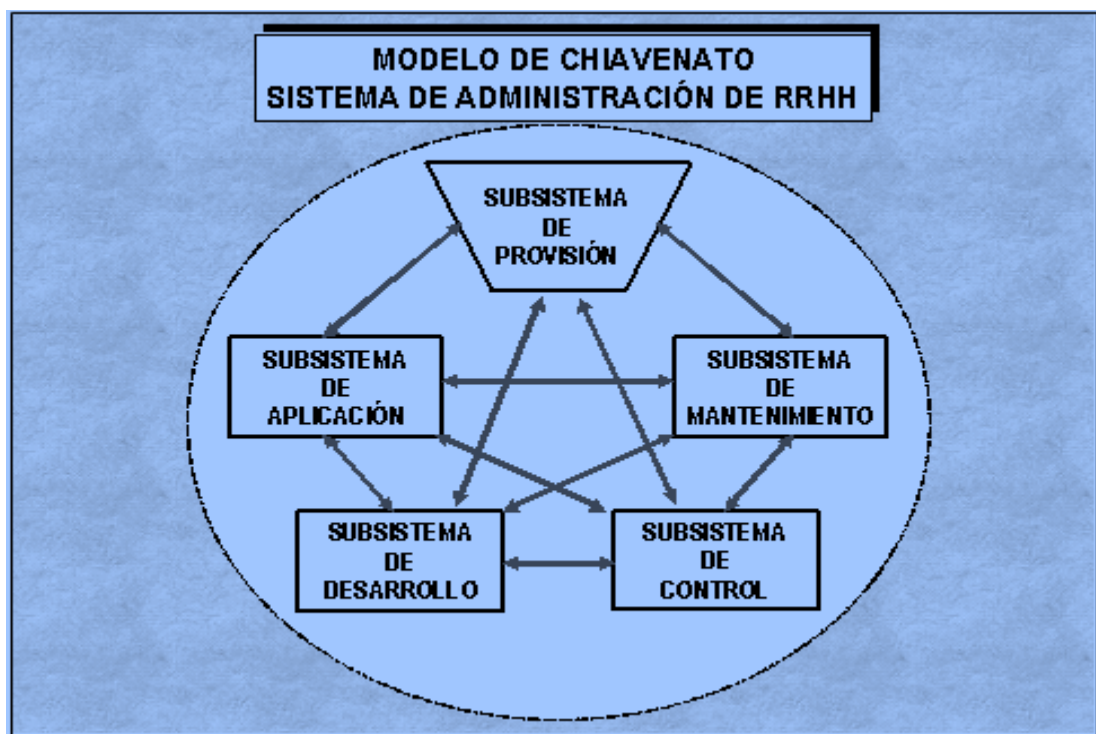 MODELO DE CHIAVENATO
SISTEMA DE ADMINISTRACIÓN DE RRHH
SUBSISTEMA
DE
PROVISIÓN
SUBSISTEMA
DE
APLICACIÓN
SUBSISTEMA
DE
MANTENIMIENTO
SUBSISTEMA
DE
DESARROLLO
SUBSISTEMA
DE
CONTROL